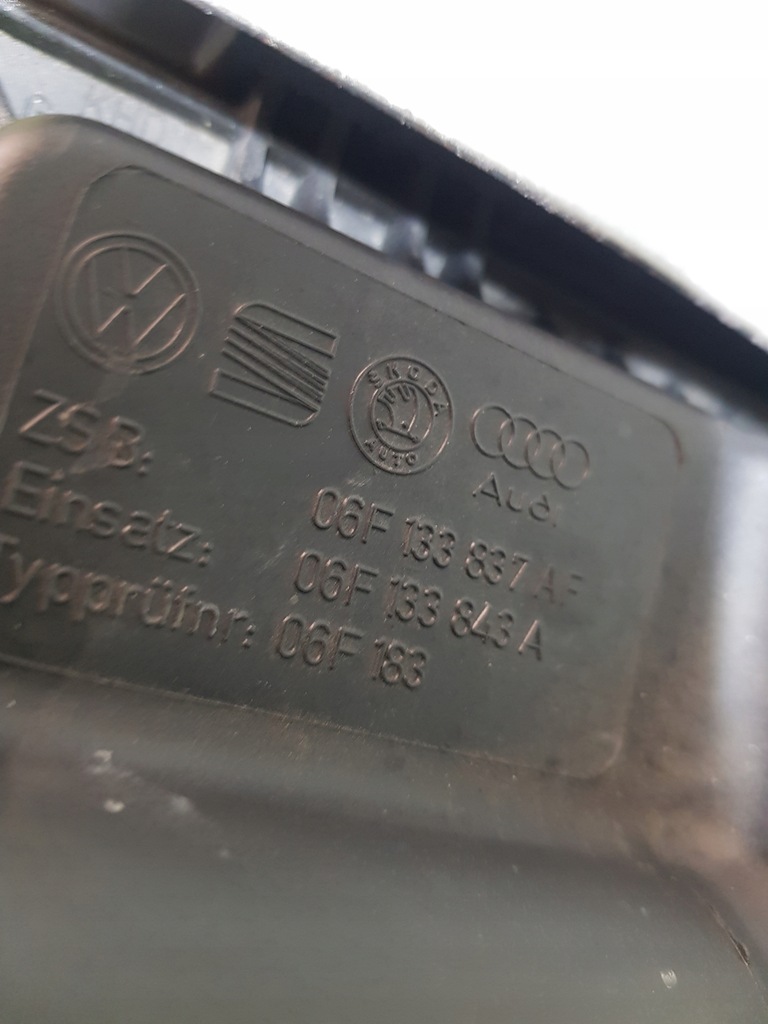 SKODA
AUTO
Audi
ZSB: 06F 133 837 AF
Einsatz: 06F 133 843 A
Typprüfnr: 06F 183